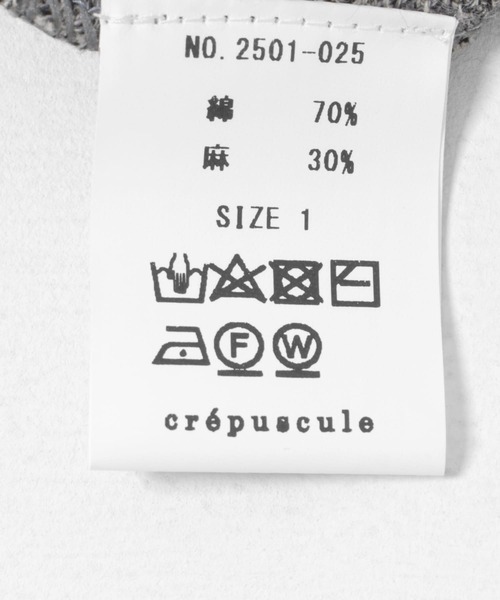 NO. 2501-025
綿 70%
麻 30%
SIZE 1
F W
crépuscule